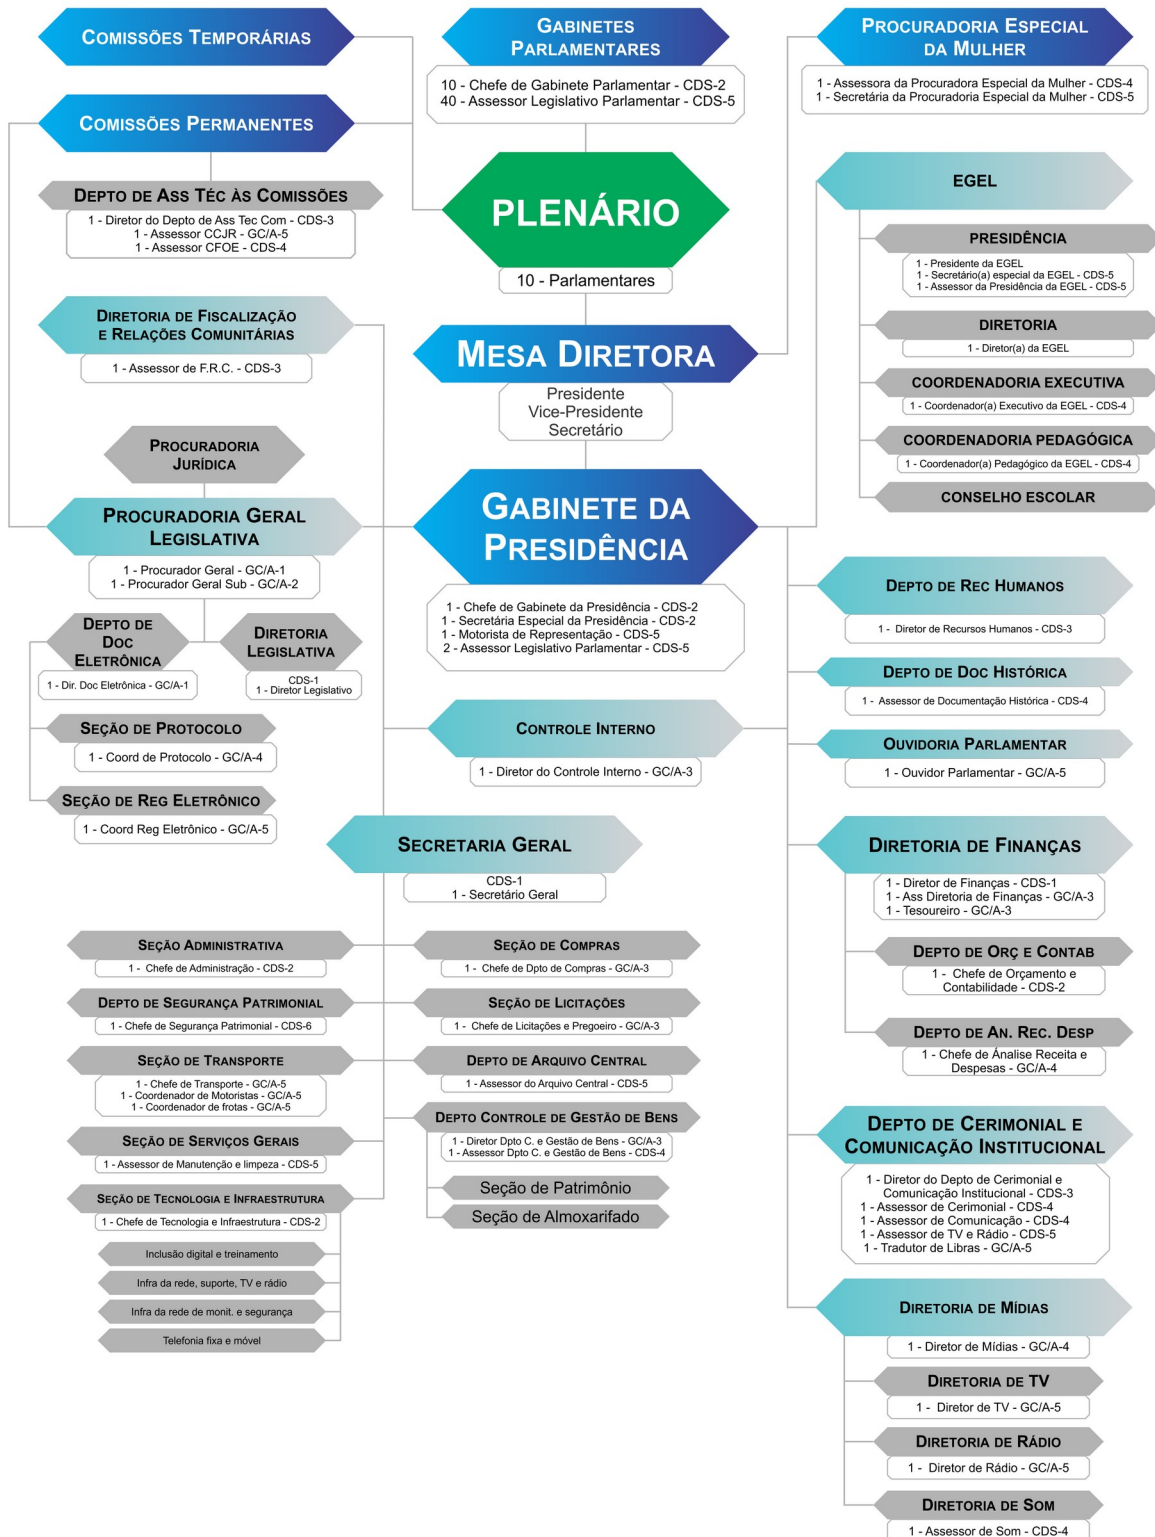 COMISSÕES TEMPORÁRIAS
GABINETES
PARLAMENTARES
10 - Chefe de Gabinete Parlamentar - CDS-2
40 - Assessor Legislativo Parlamentar - CDS-5
PROCURADORIA ESPECIAL
DA MULHER
1 - Assessora da Procuradora Especial da Mulher - CDS-4
1 - Secretária da Procuradoria Especial da Mulher - CDS-5
COMISSÕES PERMANENTES
DEPTO DE ASS TÉC ÀS COMISSÕES
1 - Diretor do Depto de Ass Tec Com - CDS-3
1 - Assessor CCJR - GC/A-5
1 - Assessor CFOE - CDS-4
PLENÁRIO
10 - Parlamentares
EGEL
PRESIDÊNCIA
1 - Presidente da EGEL
1 - Secretário(a) especial da EGEL - CDS-5
1 - Assessor da Presidência da EGEL - CDS-5
DIRETORIA
1 - Diretor(a) da EGEL
COORDENADORIA EXECUTIVA
1 - Coordenador(a) Executivo da EGEL - CDS-4
COORDENADORIA PEDAGÓGICA
1 - Coordenador(a) Pedagógico da EGEL - CDS-4
CONSELHO ESCOLAR
DIRETORIA DE FISCALIZAÇÃO
E RELAÇÕES COMUNITÁRIAS
1 - Assessor de F.R.C. - CDS-3
MESA DIRETORA
Presidente
Vice-Presidente
Secretário
PROCURADORIA
JURÍDICA
PROCURADORIA GERAL
LEGISLATIVA
1 - Procurador Geral - GC/A-1
1 - Procurador Geral Sub - GC/A-2
GABINETE DA
PRESIDÊNCIA
1 - Chefe de Gabinete da Presidência - CDS-2
1 - Secretária Especial da Presidência - CDS-2
1 - Motorista de Representação - CDS-5
2 - Assessor Legislativo Parlamentar - CDS-5
DEPTO DE
DOC
ELETRÔNICA
1 - Dir. Doc Eletrônica - GC/A-1
DIRETORIA
LEGISLATIVA
CDS-1
1 - Diretor Legislativo
SEÇÃO DE PROTOCOLO
1 - Coord de Protocolo - GC/A-4
SEÇÃO DE REG ELETRÔNICO
1 - Coord Reg Eletrônico - GC/A-5
CONTROLE INTERNO
1 - Diretor do Controle Interno - GC/A-3
DEPTO DE REC HUMANOS
1 - Diretor de Recursos Humanos - CDS-3
DEPTO DE DOC HISTÓRICA
1 - Assessor de Documentação Histórica - CDS-4
OUVIDORIA PARLAMENTAR
1 - Ouvidor Parlamentar - GC/A-5
SECRETARIA GERAL
CDS-1
1 - Secretário Geral
SEÇÃO ADMINISTRATIVA
1 - Chefe de Administração - CDS-2
DEPTO DE SEGURANÇA PATRIMONIAL
1 - Chefe de Segurança Patrimonial - CDS-6
SEÇÃO DE TRANSPORTE
1 - Chefe de Transporte - GC/A-5
1 - Coordenador de Motoristas - GC/A-5
1 - Coordenador de frotas - GC/A-5
SEÇÃO DE SERVIÇOS GERAIS
1 - Assessor de Manutenção e limpeza - CDS-5
SEÇÃO DE TECNOLOGIA E INFRAESTRUTURA
1 - Chefe de Tecnologia e Infraestrutura - CDS-2
Inclusão digital e treinamento
Infra da rede, suporte, TV e rádio
Infra da rede de monit. e segurança
Telefonia fixa e móvel
SEÇÃO DE COMPRAS
1 - Chefe de Dpto de Compras - GC/A-3
SEÇÃO DE LICITAÇÕES
1 - Chefe de Licitações e Pregoeiro - GC/A-3
DEPTO DE ARQUIVO CENTRAL
1 - Assessor do Arquivo Central - CDS-5
DEPTO CONTROLE DE GESTÃO DE BENS
1 - Diretor Dpto C. e Gestão de Bens - GC/A-3
1 - Assessor Dpto C. e Gestão de Bens - CDS-4
Seção de Patrimônio
Seção de Almoxarifado
DIRETORIA DE FINANÇAS
1 - Diretor de Finanças - CDS-1
1 - Ass Diretoria de Finanças - GC/A-3
1 - Tesoureiro - GC/A-3
DEPTO DE ORÇ E CONTAB
1 - Chefe de Orçamento e
Contabilidade - CDS-2
DEPTO DE AN. REC. DESP
1 - Chefe de Ánalise Receita e
Despesas - GC/A-4
DEPTO DE CERIMONIAL E
COMUNICAÇÃO INSTITUCIONAL
1 - Diretor do Depto de Cerimonial e
Comunicação Institucional - CDS-3
1 - Assessor de Cerimonial - CDS-4
1 - Assessor de Comunicação - CDS-4
1 - Assessor de TV e Rádio - CDS-5
1 - Tradutor de Libras - GC/A-5
DIRETORIA DE MÍDIAS
1 - Diretor de Mídias - GC/A-4
DIRETORIA DE TV
1 - Diretor de TV - GC/A-5
DIRETORIA DE RÁDIO
1 - Diretor de Rádio - GC/A-5
DIRETORIA DE SOM
1 - Assessor de Som - CDS-4